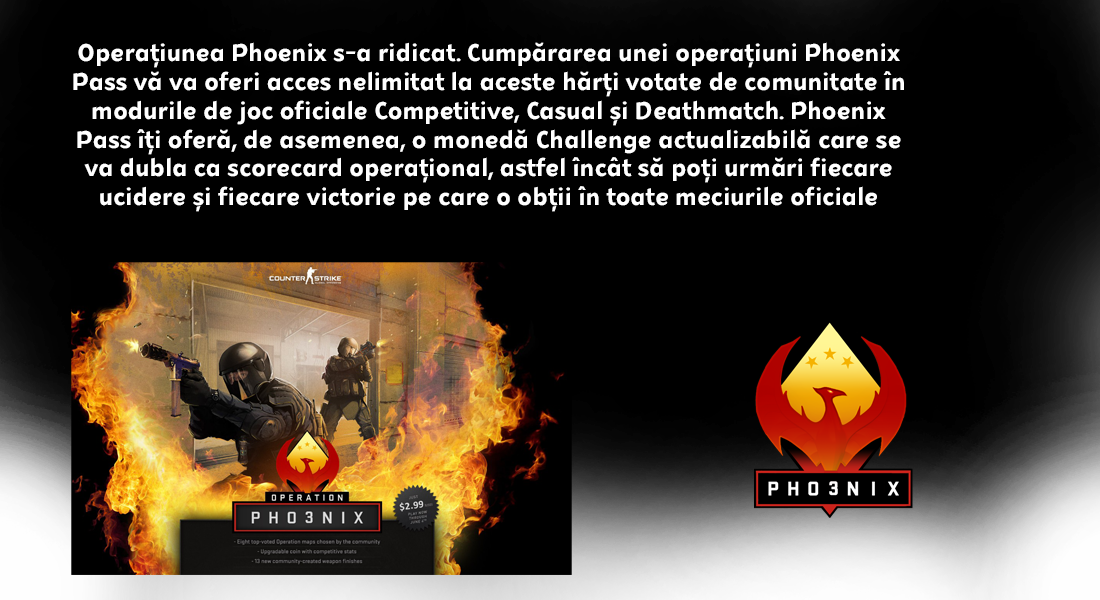 Operațiunea Phoenix s-a ridicat. Cumpărarea unei operațiuni Phoenix
Pass vă va oferi acces nelimitat la aceste hărți votate de comunitate în
modurile de joc oficiale Competitive, Casual și Deathmatch. Phoenix
Pass îți oferă, de asemenea, o monedă Challenge actualizabilă care se
va dubla ca scorecard operațional, astfel încât să poți urmări fiecare
ucidere și fiecare victorie pe care o obții în toate meciurile oficiale
COUNTER STRIKE
OPERATION
PHO3NIX
$2.99
PLAY NOW
THROUGH
- Eight top-voted Operation maps chosen by the community
- Upgradable coin with competitive stats
- 13 new community-created weapon finishes
PHO3NIX